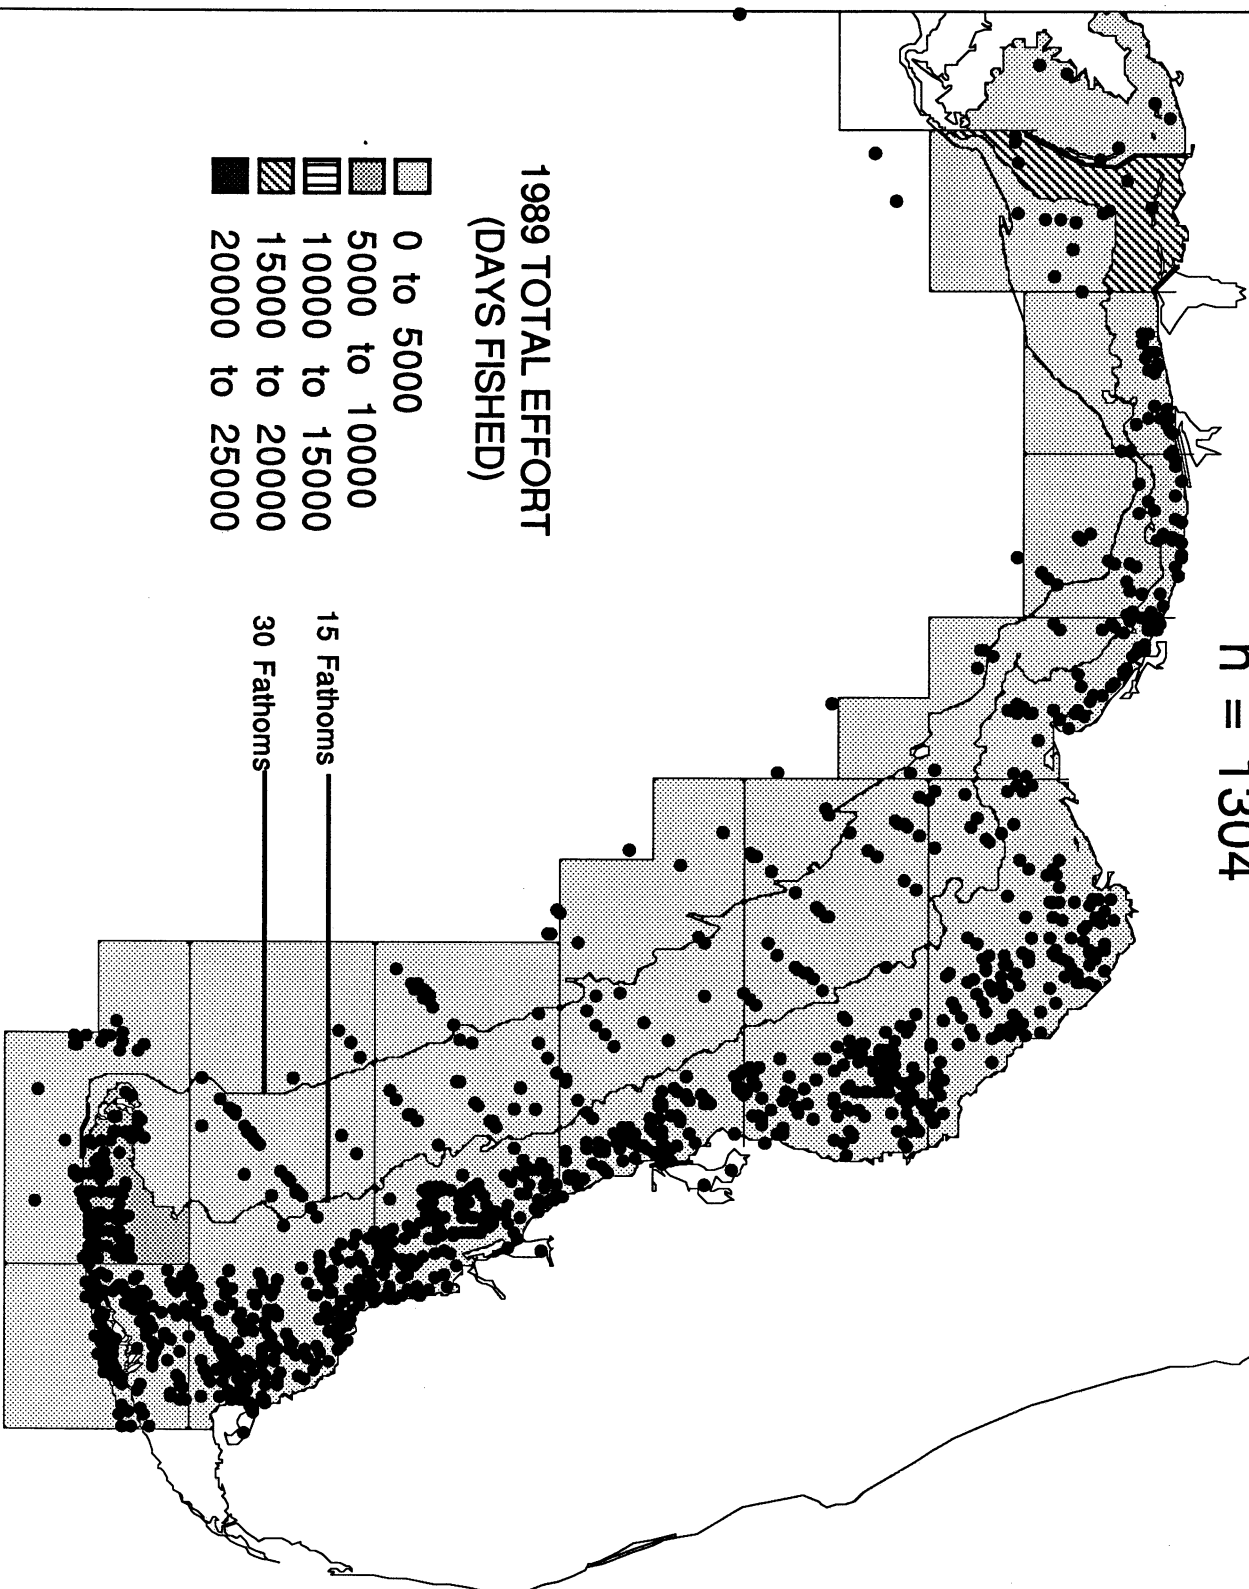 n = 1304
1989 TOTAL EFFORT
(DAYS FISHED)
0 to 5000
5000 to 10000
10000 to 15000
15000 to 20000
20000 to 25000
15 Fathoms
30 Fathoms